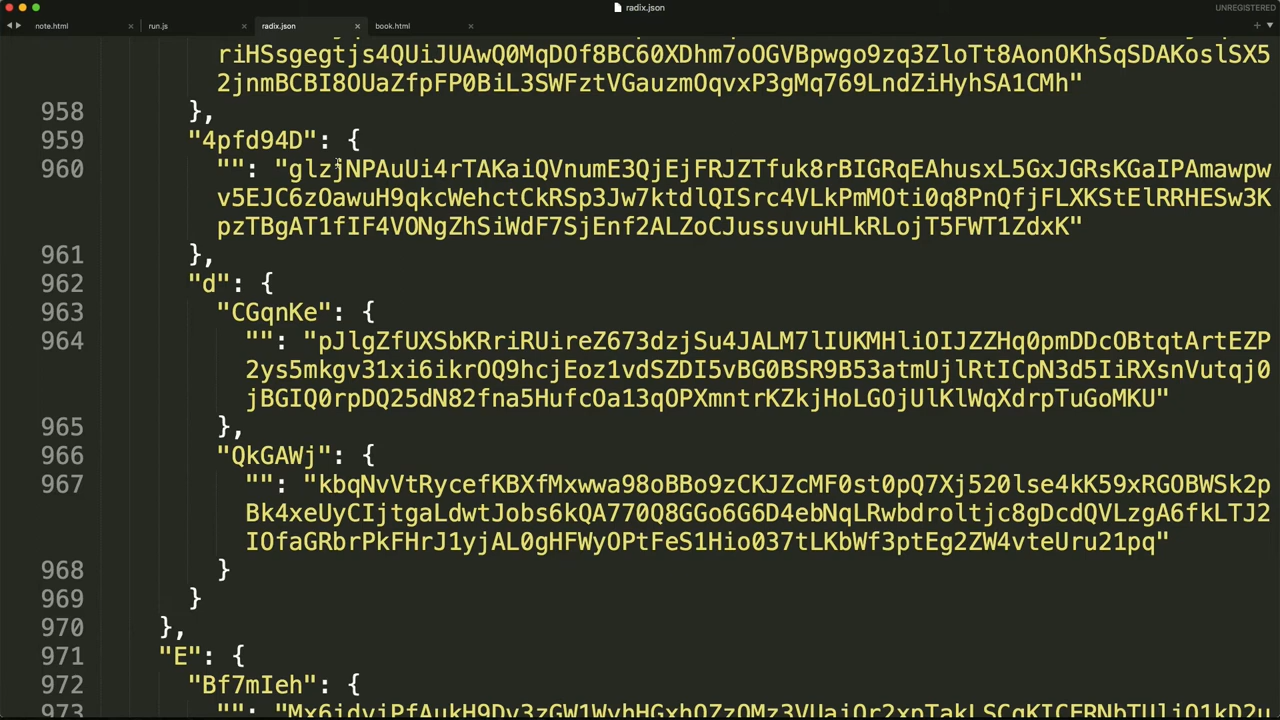 radix.json
UNREGISTERED
note.html
run.js
radix.json
book.html
riHSsgegtjs4QUiJUAwQ0MqDOf8BC60XDhm7oOGVBpwgo9zq3ZloTt8AonOKhSqSDAKoslSX5
2jnmBCBI8OUaZfpFP0BiL3SWFztVGauzmOqvxP3gMq769LndZiHyhSA1CMh"
958 },
959 "4pfd94D": {
960 "": "glzjNPAuUi4rTAKaiQVnumE3QjEjFRJZTfuk8rBIGRqEAhusxL5GxJGRsKGaIPAmawpw
v5EJC6zOawuH9qkcWehctCkRSp3Jw7ktdlQISrc4VLkPmMOti0q8PnQfjFLXKStElRRHESw3K
pzTBgAT1fIF4VONgZhSiWdF7SjEnf2ALZoCJussuvuHLkRLojT5FWT1ZdxK"
961 },
962 "d": {
963 "CGqnKe": {
964 "": "pJlgZfUXSbKRriRUireZ673dzjSu4JALM7lIUKMHliOIJZZHq0pmDDcOBtqtArtEZP
2ys5mkgv31xi6ikrOQ9hcjEoz1vdSZDI5vBG0BSR9B53atmUjlRtICpN3d5IiRXsnVutqj0
jBGIQ0rpDQ25dN82fna5HufcOa13qOPXmntrKZkjHoLGOjUlKlWqXdrpTuGoMKU"
965 },
966 "QkGAWj": {
967 "": "kbqNvVtRycefKBXfMxwwa98oBBo9zCKJZcMF0st0pQ7Xj520lse4kK59xRGOBWSk2p
Bk4xeUyCIjtgaLdwtJobs6kQA770Q8GGo6G6D4ebNqLRwbdroltjc8gDcdQVLzgA6fkLTJ2
IOfaGRbrPkFHrJ1yjAL0gHFWyOPtFeS1Hio037tLKbWf3ptEg2ZW4vteUru21pq"
968 }
969 }
970 },
971 "E": {
972 "Bf7mIeh": {
973